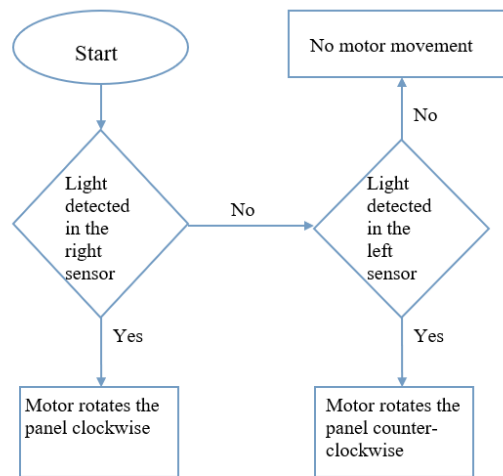 Start
No motor movement
No
Light
detected
in the
right
sensor
No
Light
detected
in the
left
sensor
Yes
Yes
Motor rotates the
panel clockwise
Motor rotates the
panel counter-
clockwise